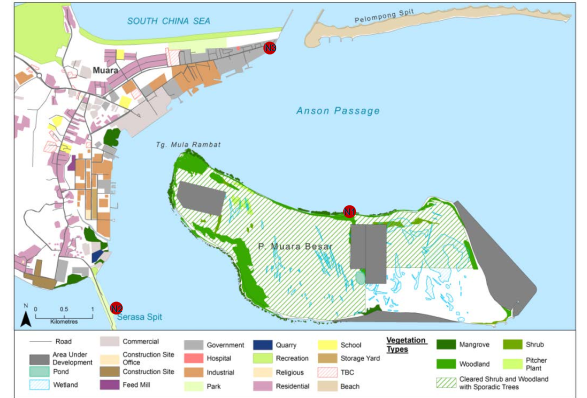 SOUTH CHINA SEA
Pelompong Spit
Muara
Anson Passage
Tg. Mula Rambat
P. Muara Besar
N
0 0.5 1
Kilometres
Serasa Spit
Road
Area Under
Development
Pond
Wetland
Commercial
Construction Site
Office
Construction Site
Feed Mill
Government
Hospital
Industrial
Park
Quarry
Recreation
Religious
Residential
School
Storage Yard
TBC
Beach
Vegetation
Types
Mangrove
Woodland
Shrub
Pitcher
Plant
Cleared Shrub and Woodland
with Sporadic Trees